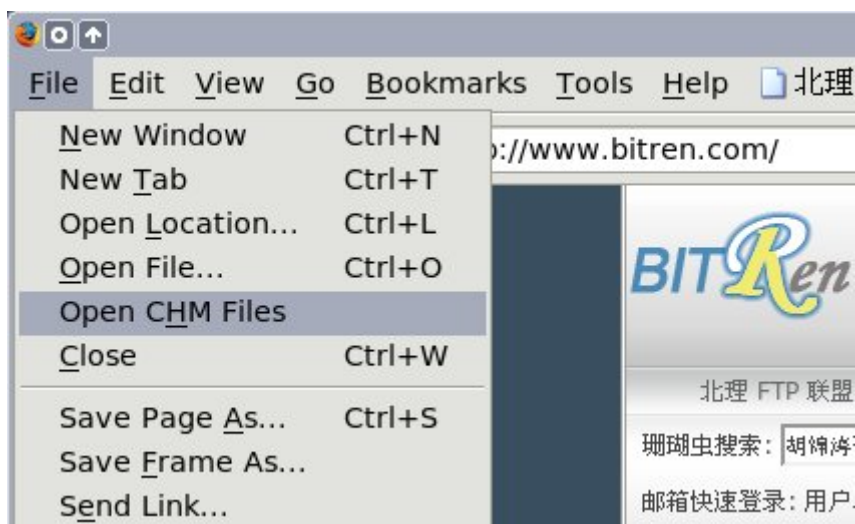 File Edit View Go Bookmarks Tools Help 北理
New Window Ctrl+N
New Tab Ctrl+T
Open Location... Ctrl+L
Open File... Ctrl+O
Open CHM Files
Close Ctrl+W
Save Page As... Ctrl+S
Save Frame As...
Send Link...
://www.bitren.com/
BITRen
北理 FTP 联盟
珊瑚虫搜索:
邮箱快速登录: 用户